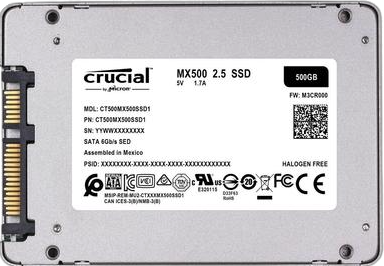 crucial
by Micron
MX500 2.5 SSD
5V 1.7A
500GB
FW: M3CR000
MDL: CT500MX500SSD1
PN: CT500MX500SSD1
SN: YYWWXXXXXXXX
SATA 6Gb/s SED
Assembled in Mexico
PSID: XXXXXXXX-XXXX-XXXX-XXXX-XXXXXXXXXXXX
HALOGEN FREE
E320115
D33F63
RoHS
20
MSIP-REM-MU2-CTXXXMX500SSD1
CAN ICES-3(B)/NMB-3(B)